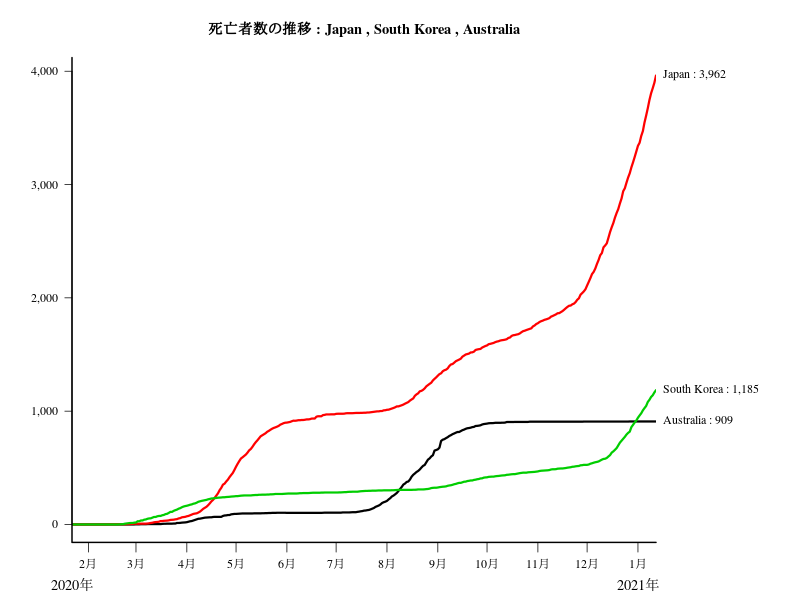 死亡者数の推移 : Japan , South Korea , Australia
4,000
3,000
2,000
1,000
0
Japan : 3,962
South Korea : 1,185
Australia : 909
2月 3月 4月 5月 6月 7月 8月 9月 10月 11月 12月 1月
2020年 2021年